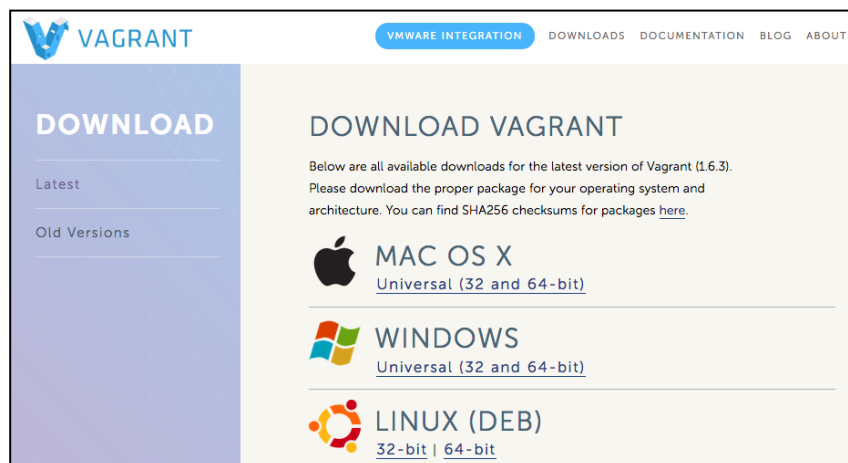 VAGRANT
VMWARE INTEGRATION DOWNLOADS DOCUMENTATION BLOG ABOUT
DOWNLOAD
Latest
Old Versions
DOWNLOAD VAGRANT
Below are all available downloads for the latest version of Vagrant (1.6.3).
Please download the proper package for your operating system and
architecture. You can find SHA256 checksums for packages here.
MAC OS X
Universal (32 and 64-bit)
WINDOWS
Universal (32 and 64-bit)
LINUX (DEB)
32-bit | 64-bit